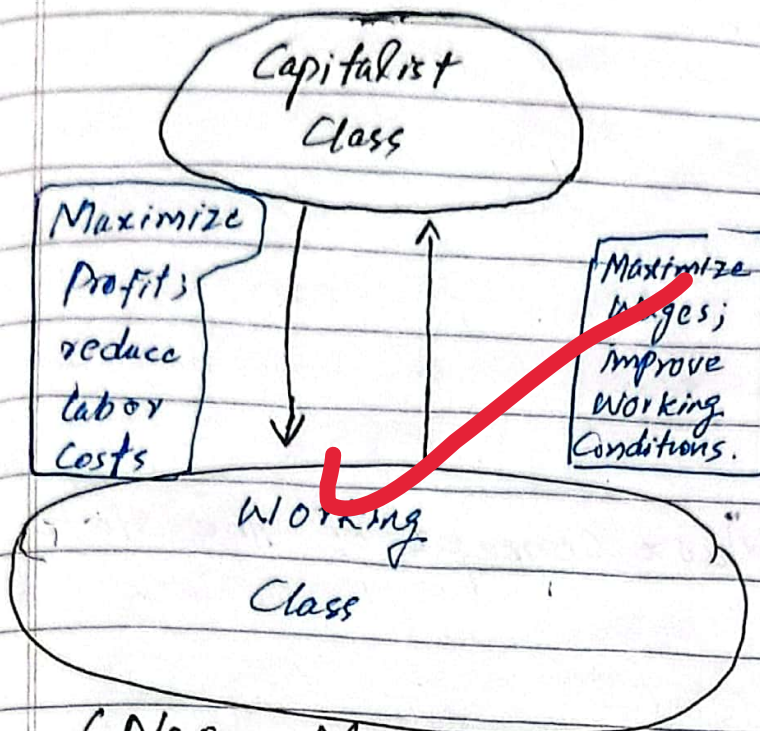 Capitalist
Class
Maximize
Profits
reduce
labor
costs
Maximize
wages;
improve
working
Conditions.
Working
Class